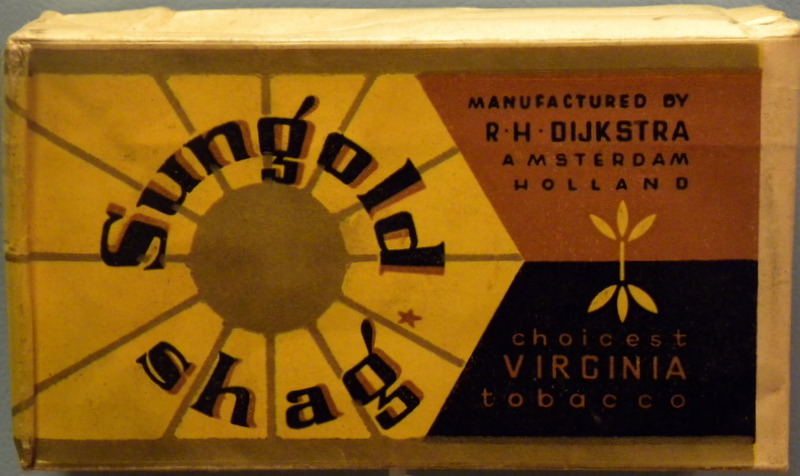 Sungold
shag
MANUFACTURED BY
R·H·DIJKSTRA
AMSTERDAM
HOLLAND
choicest
VIRGINIA
tobacco